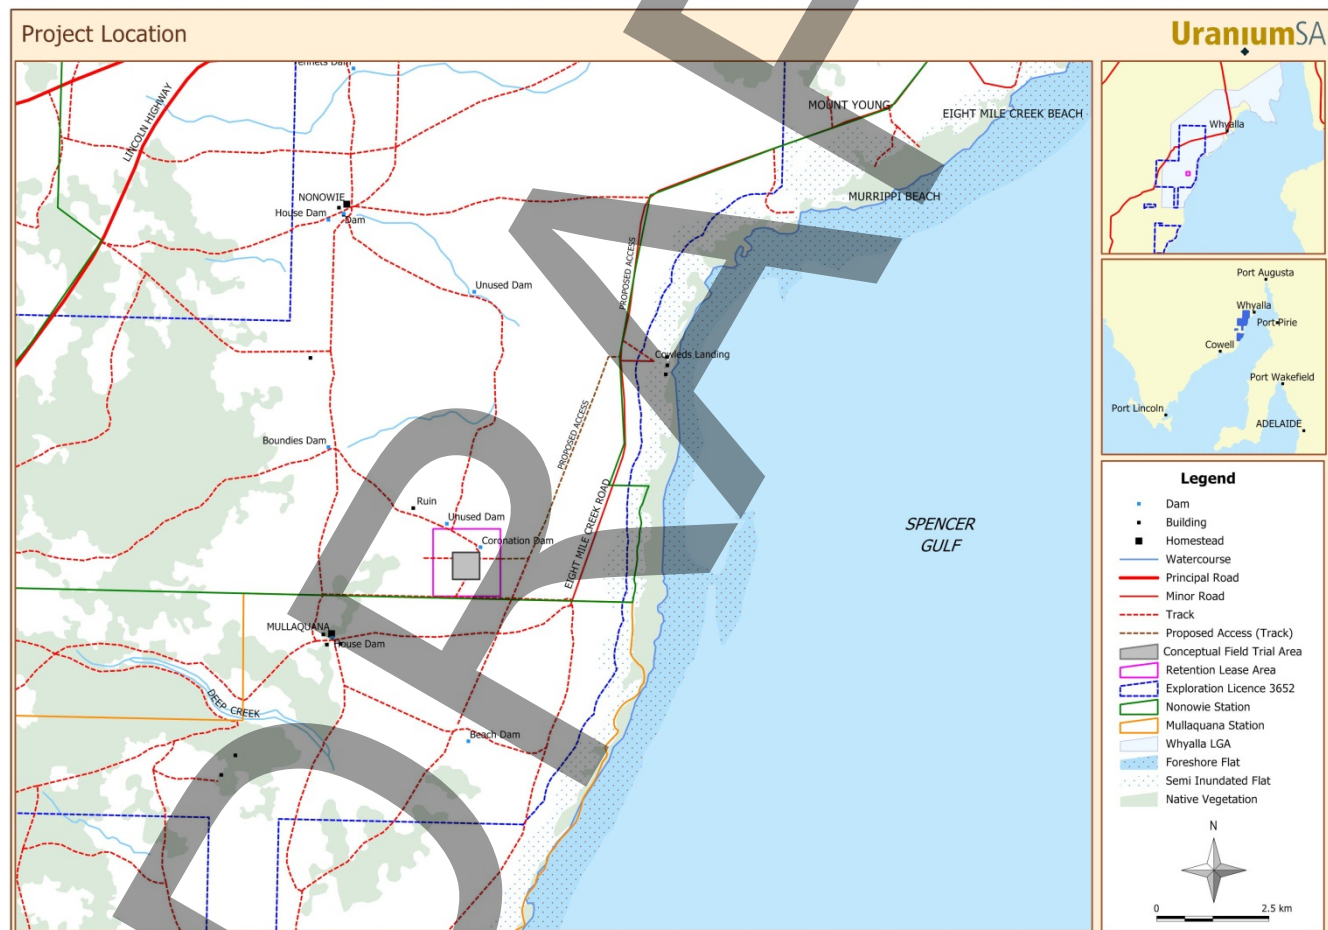 Project Location
UraniumSA
LINCOLN HIGHWAY
MOUNT YOUNG
EIGHT MILE CREEK BEACH
NONOWIE
House Dam
Dam
MURRIPPI BEACH
PROPOSED ACCESS
Unused Dam
Cowleds Landing
PROPOSED ACCESS
Boundies Dam
Ruin
Unused Dam
Coronation Dam
EIGHT MILE CREEK ROAD
SPENCER
GULF
MULLAQUANA
House Dam
DEEP CREEK
Beach Dam
DRAFT
Whyalla
Port Augusta
Whyalla
Port Pirie
Cowell
Port Wakefield
Port Lincoln
ADELAIDE
Legend
Dam
Building
Homestead
Watercourse
Principal Road
Minor Road
Track
Proposed Access (Track)
Conceptual Field Trial Area
Retention Lease Area
Exploration Licence 3652
Nonowie Station
Mullaquana Station
Whyalla LGA
Foreshore Flat
Semi Inundated Flat
Native Vegetation
N
0 2.5 km